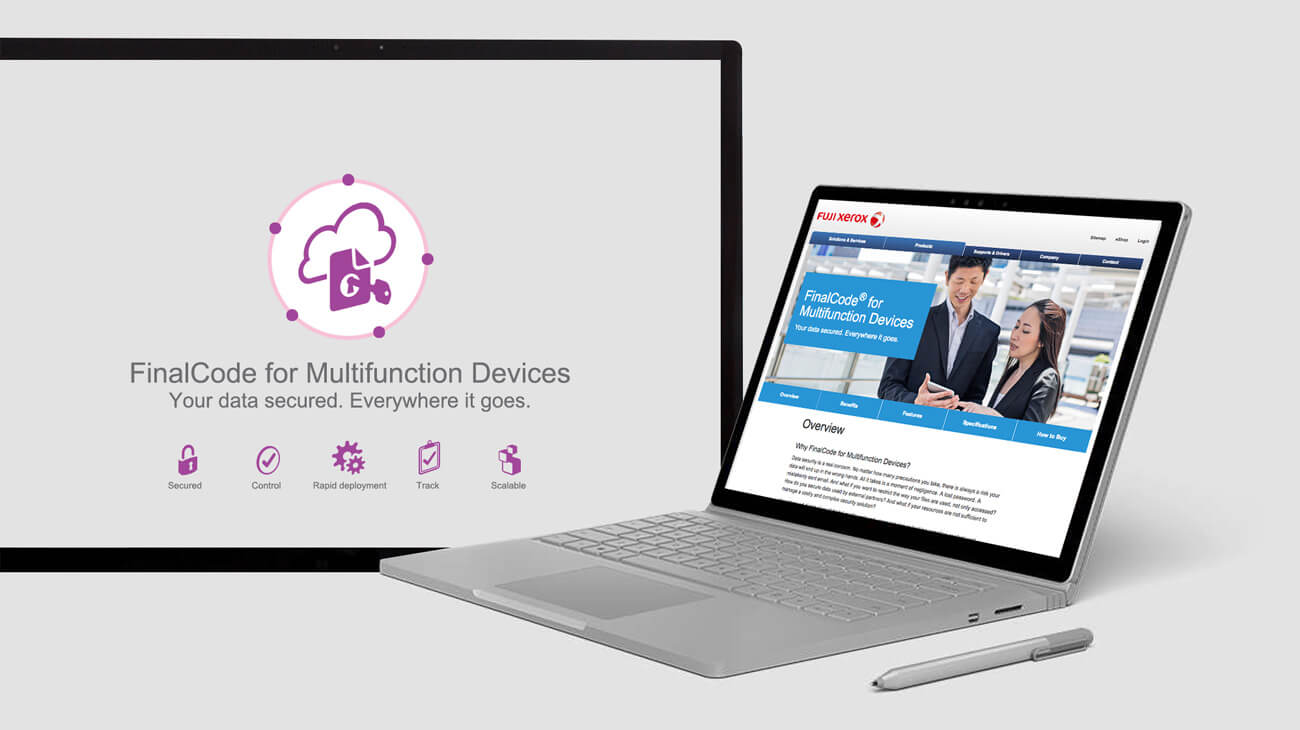 FinalCode for Multifunction Devices
Your data secured. Everywhere it goes.
Secured
Control
Rapid deployment
Track
Scalable
FUJI xerox
Sitemap eShop Login
Solutions & Services
Products
Supports & Drivers
Company
Contact
FinalCode® for
Multifunction Devices
Your data secured. Everywhere it goes.
Overview
Benefits
Features
Specifications
How to Buy
Overview
Why FinalCode for Multifunction Devices?
Data security is a real concern. No matter how many precautions you take, there is always a risk your
data will end up in the wrong hands. All it takes is a moment of negligence. A lost password. A
mistakenly sent email. And what if you want to restrict the way your files are used, not only accessed?
How do you secure data used by external partners? And what if your resources are not sufficient to
manage a costly and complex security solution?